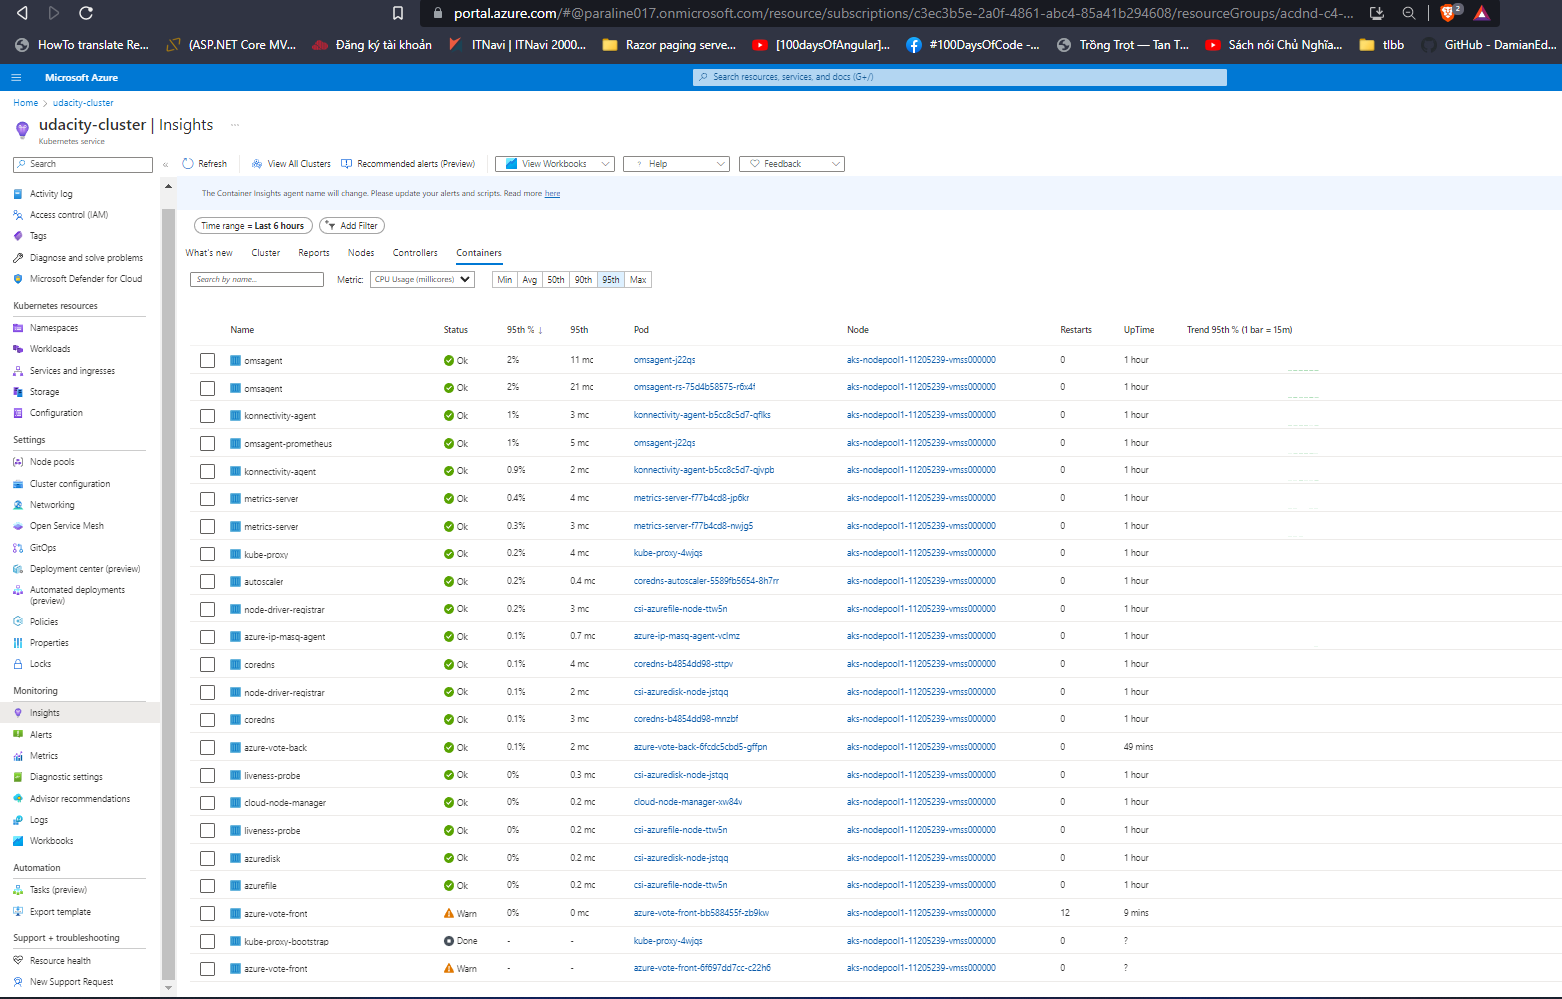 portal.azure.com/#@paraline017.onmicrosoft.com/resource/subscriptions/c3ec3b5e-2a0f-4861-abc4-85a41b294608/resourceGroups/acdnd-c4-...
2
HowTo translate Re...
(ASP.NET Core MV...
Đăng ký tài khoản
ITNavi | ITNavi 2000...
Razor paging serve...
[100daysOfAngular]...
#100DaysOfCode -...
Trồng Trọt — Tan T...
Sách nói Chủ Nghĩa...
tlbb
GitHub - DamianEd...
Microsoft Azure
Search resources, services, and docs (G+/)
Home > udacity-cluster
udacity-cluster | Insights ...
Kubernetes service
Search
«
Refresh
View All Clusters
Recommended alerts (Preview)
View Workbooks
? Help
Feedback
The Container Insights agent name will change. Please update your alerts and scripts. Read more here
Time range = Last 6 hours
Add Filter
What's new
Cluster
Reports
Nodes
Controllers
Containers
Search by name...
Metric:
CPU Usage (millicores)
Min
Avg
50th
90th
95th
Max
Activity log
Access control (IAM)
Tags
Diagnose and solve problems
Microsoft Defender for Cloud
Kubernetes resources
Namespaces
Workloads
Services and ingresses
Storage
Configuration
Settings
Node pools
Cluster configuration
Networking
Open Service Mesh
GitOps
Deployment center (preview)
Automated deployments
(preview)
Policies
Properties
Locks
Monitoring
Insights
Alerts
Metrics
Diagnostic settings
Advisor recommendations
Logs
Workbooks
Automation
Tasks (preview)
Export template
Support + troubleshooting
Resource health
New Support Request
Name Status 95th % ↓ 95th Pod Node Restarts UpTime Trend 95th % (1 bar = 15m)
omsagent Ok 2% 11 mc omsagent-j22qs aks-nodepool1-11205239-vmss000000 0 1 hour
omsagent Ok 2% 21 mc omsagent-rs-75d4b58575-r6x4f aks-nodepool1-11205239-vmss000000 0 1 hour
konnectivity-agent Ok 1% 3 mc konnectivity-agent-b5cc8c5d7-qflks aks-nodepool1-11205239-vmss000000 0 1 hour
omsagent-prometheus Ok 1% 5 mc omsagent-j22qs aks-nodepool1-11205239-vmss000000 0 1 hour
konnectivity-agent Ok 0.9% 2 mc konnectivity-agent-b5cc8c5d7-qjvpb aks-nodepool1-11205239-vmss000000 0 1 hour
metrics-server Ok 0.4% 4 mc metrics-server-f77b4cd8-jp6kr aks-nodepool1-11205239-vmss000000 0 1 hour
metrics-server Ok 0.3% 3 mc metrics-server-f77b4cd8-nwjg5 aks-nodepool1-11205239-vmss000000 0 1 hour
kube-proxy Ok 0.2% 4 mc kube-proxy-4wjqs aks-nodepool1-11205239-vmss000000 0 1 hour
autoscaler Ok 0.2% 0.4 mc coredns-autoscaler-5589fb5654-8h7rr aks-nodepool1-11205239-vmss000000 0 1 hour
node-driver-registrar Ok 0.2% 3 mc csi-azurefile-node-ttw5n aks-nodepool1-11205239-vmss000000 0 1 hour
azure-ip-masq-agent Ok 0.1% 0.7 mc azure-ip-masq-agent-vclmz aks-nodepool1-11205239-vmss000000 0 1 hour
coredns Ok 0.1% 4 mc coredns-b4854dd98-sttpv aks-nodepool1-11205239-vmss000000 0 1 hour
node-driver-registrar Ok 0.1% 2 mc csi-azuredisk-node-jstqq aks-nodepool1-11205239-vmss000000 0 1 hour
coredns Ok 0.1% 3 mc coredns-b4854dd98-mnzbf aks-nodepool1-11205239-vmss000000 0 1 hour
azure-vote-back Ok 0.1% 2 mc azure-vote-back-6fcdc5cbd5-gffpn aks-nodepool1-11205239-vmss000000 0 49 mins
liveness-probe Ok 0% 0.3 mc csi-azuredisk-node-jstqq aks-nodepool1-11205239-vmss000000 0 1 hour
cloud-node-manager Ok 0% 0.2 mc cloud-node-manager-xw84v aks-nodepool1-11205239-vmss000000 0 1 hour
liveness-probe Ok 0% 0.2 mc csi-azurefile-node-ttw5n aks-nodepool1-11205239-vmss000000 0 1 hour
azuredisk Ok 0% 0.2 mc csi-azuredisk-node-jstqq aks-nodepool1-11205239-vmss000000 0 1 hour
azurefile Ok 0% 0.2 mc csi-azurefile-node-ttw5n aks-nodepool1-11205239-vmss000000 0 1 hour
azure-vote-front Warn 0% 0 mc azure-vote-front-bb588455f-zb9kw aks-nodepool1-11205239-vmss000000 12 9 mins
kube-proxy-bootstrap Done - - kube-proxy-4wjqs aks-nodepool1-11205239-vmss000000 0 ?
azure-vote-front Warn - - azure-vote-front-6f697dd7cc-c22h6 aks-nodepool1-11205239-vmss000000 0 ?